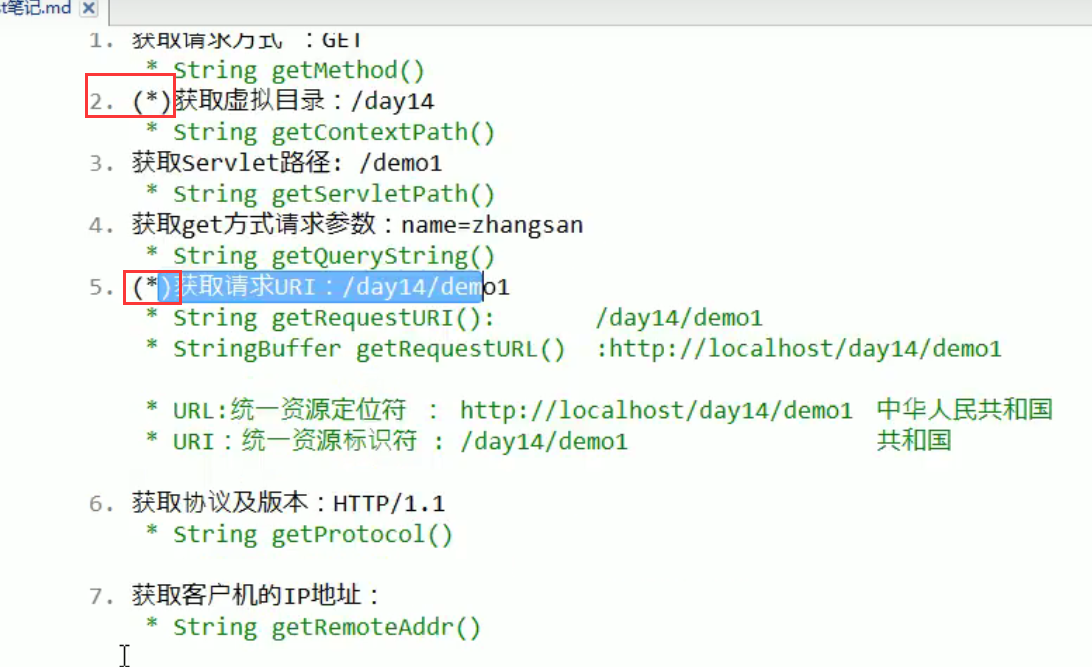 st笔记.md
1. 获取请求方式 ：GET
* String getMethod()
2. (*)获取虚拟目录：/day14
* String getContextPath()
3. 获取Servlet路径: /demo1
* String getServletPath()
4. 获取get方式请求参数：name=zhangsan
* String getQueryString()
5. (*)获取请求URI：/day14/demo1
* String getRequestURI(): /day14/demo1
* StringBuffer getRequestURL() :http://localhost/day14/demo1
* URL:统一资源定位符 ： http://localhost/day14/demo1 中华人民共和国
* URI：统一资源标识符 : /day14/demo1 共和国
6. 获取协议及版本：HTTP/1.1
* String getProtocol()
7. 获取客户机的IP地址：
* String getRemoteAddr()